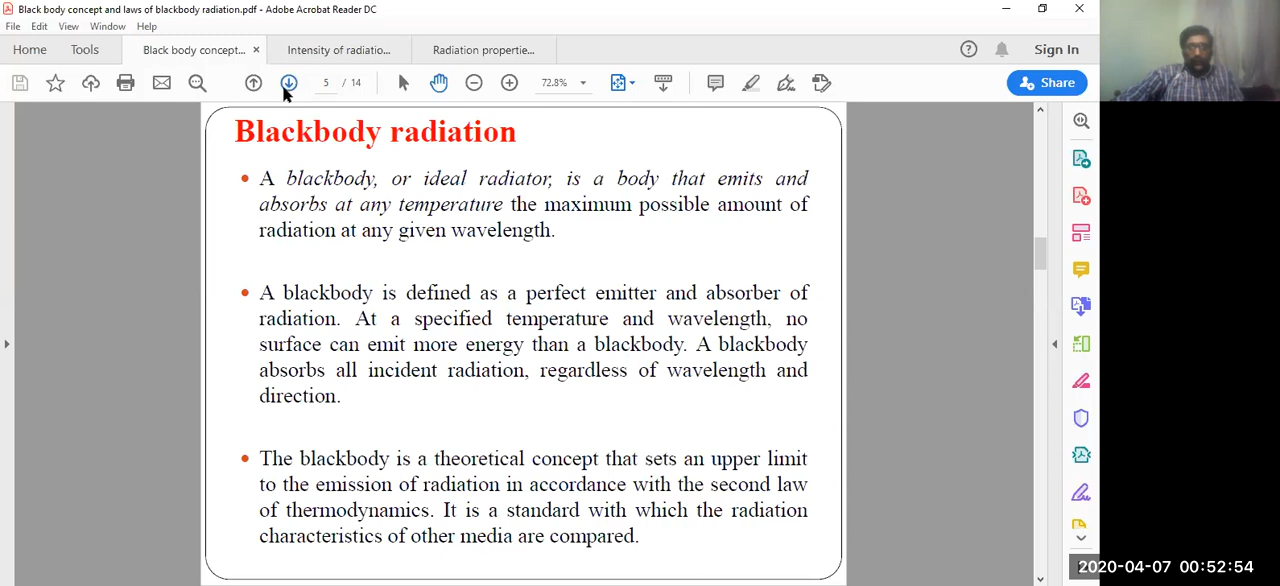 Black body concept and laws of blackbody radiation.pdf - Adobe Acrobat Reader DC
File Edit View Window Help
Home Tools Black body concept... × Intensity of radiatio... Radiation propertie... Sign In
5 / 14 72.8% Share
Blackbody radiation
• A blackbody, or ideal radiator, is a body that emits and
absorbs at any temperature the maximum possible amount of
radiation at any given wavelength.
• A blackbody is defined as a perfect emitter and absorber of
radiation. At a specified temperature and wavelength, no
surface can emit more energy than a blackbody. A blackbody
absorbs all incident radiation, regardless of wavelength and
direction.
• The blackbody is a theoretical concept that sets an upper limit
to the emission of radiation in accordance with the second law
of thermodynamics. It is a standard with which the radiation
characteristics of other media are compared.
2020-04-07 00:52:54